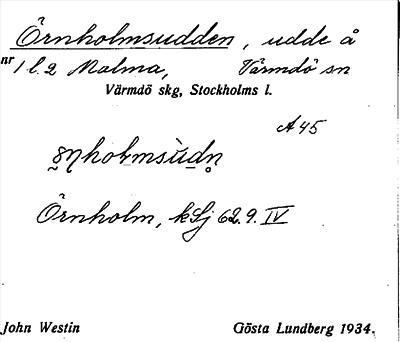 Örnholmsudden, udde å
nr 1 l. 2 Malma, Värmdö sn
Värmdö skg, Stockholms l.
A 45
Örnholm, kSj 62.9. IV
John Westin Gösta Lundberg 1934.